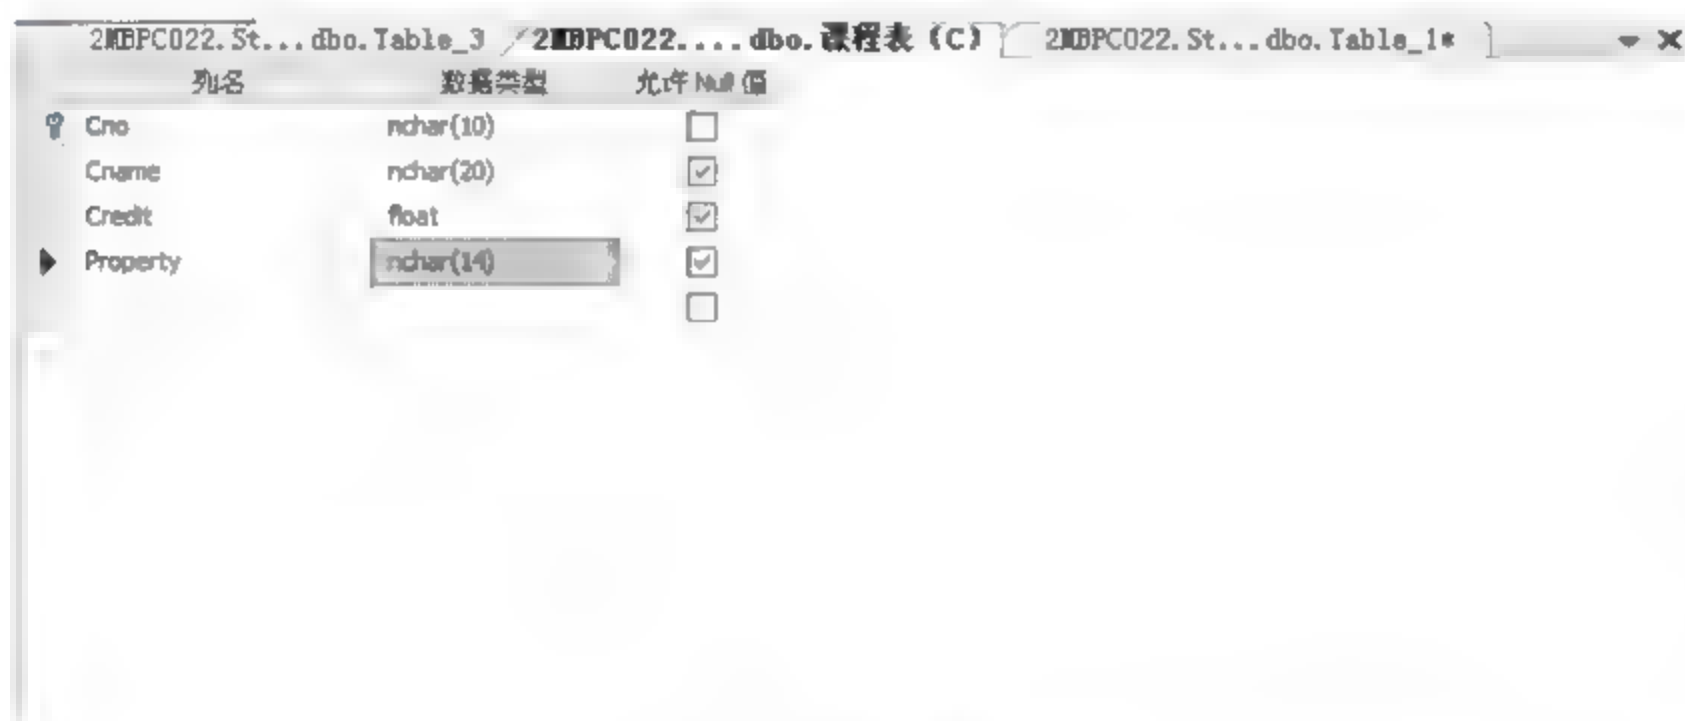 2MBPC022.St...dbo.Table_3 2MBPC022....dbo.课程表 (C) 2MBPC022.St...dbo.Table_1*
列名 数据类型 允许 Null 值
Cno nchar(10)
Cname nchar(20)
Credit float
Property nchar(14)